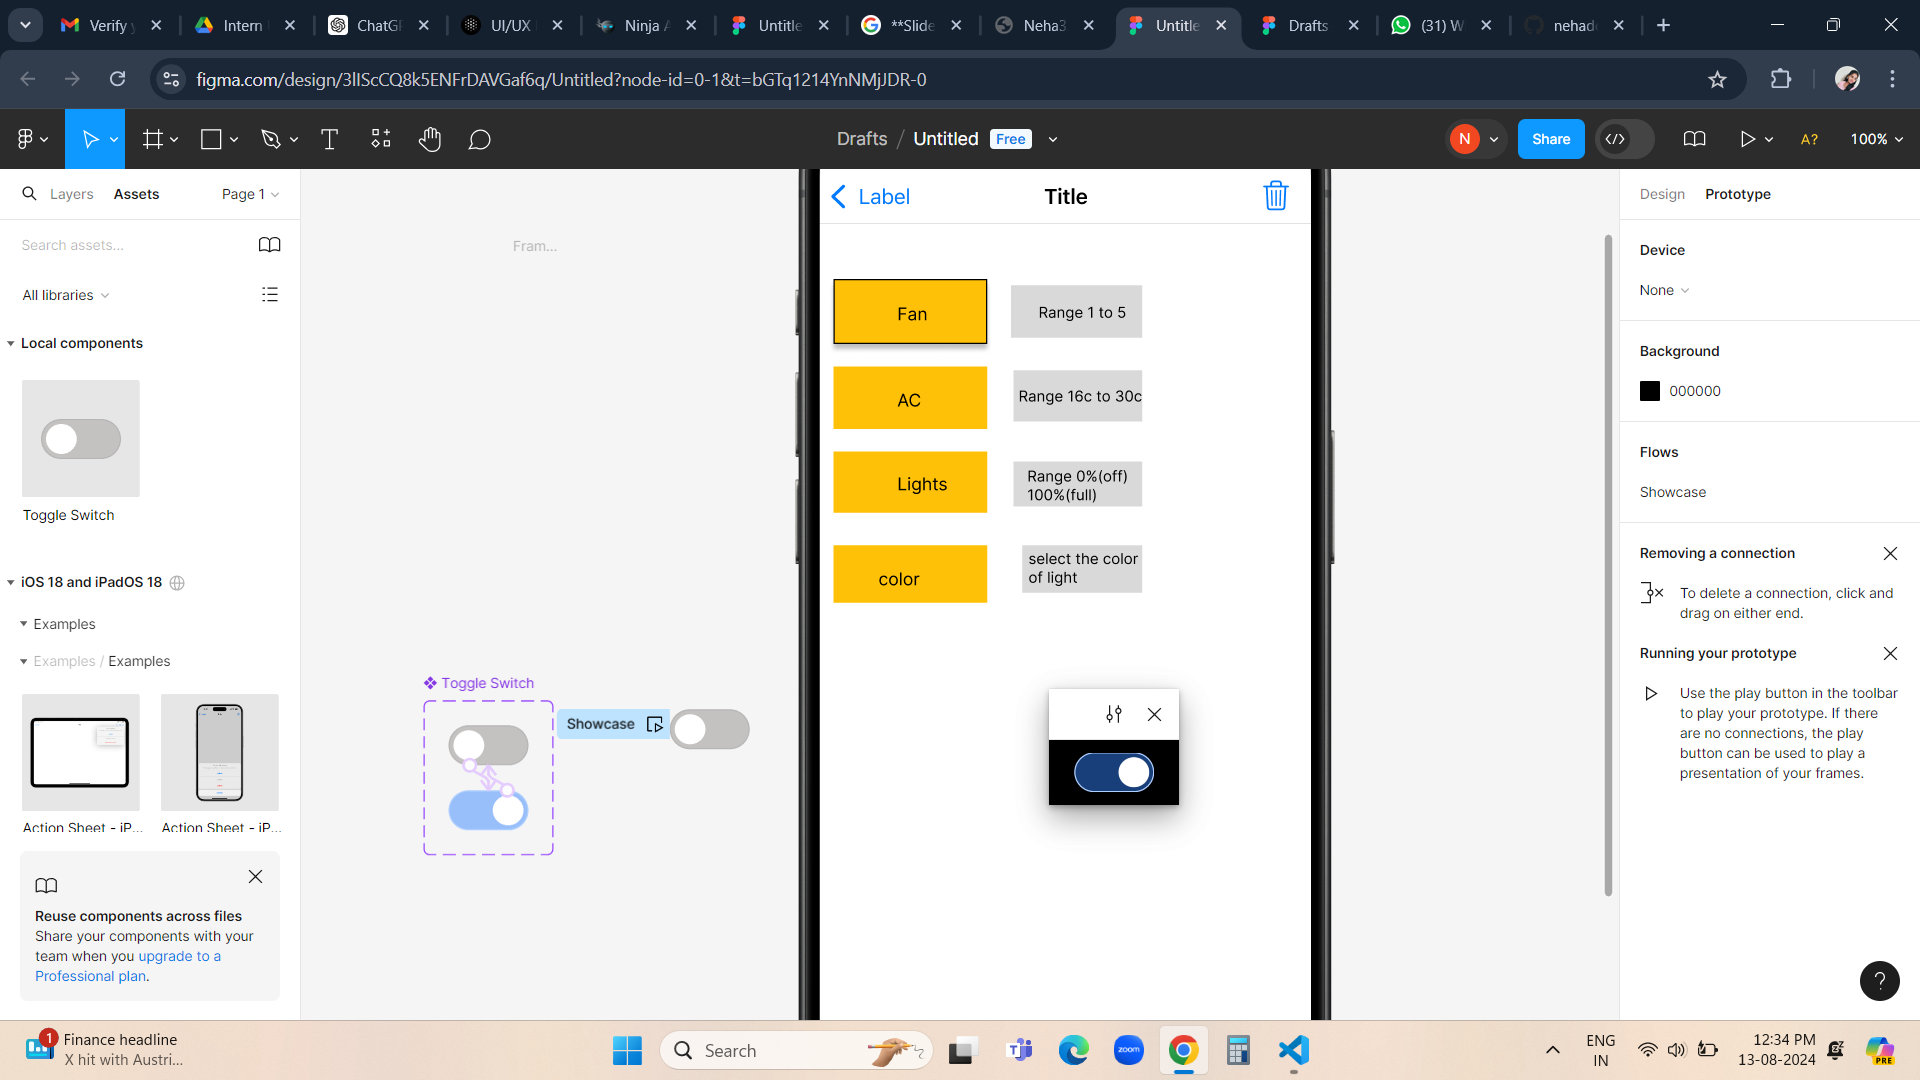 Verify y
Intern
ChatGP
UI/UX
Ninja A
Untitle
**Slide
Neha3
Untitle
Drafts
(31) W
nehad
figma.com/design/3lIScCQ8k5ENFrDAVGaf6q/Untitled?node-id=0-1&t=bGTq1214YnNMjJDR-0
Drafts / Untitled Free
N
Share
A?
100%
Layers Assets Page 1
Search assets...
All libraries
Local components
Toggle Switch
iOS 18 and iPadOS 18
Examples
Examples / Examples
Action Sheet - iP...
Action Sheet - iP...
Reuse components across files
Share your components with your
team when you upgrade to a
Professional plan.
Fram...
Toggle Switch
Showcase
Label Title
Fan
Range 1 to 5
AC
Range 16c to 30c
Lights
Range 0%(off)
100%(full)
color
select the color
of light
Design Prototype
Device
None
Background
000000
Flows
Showcase
Removing a connection
To delete a connection, click and
drag on either end.
Running your prototype
Use the play button in the toolbar
to play your prototype. If there
are no connections, the play
button can be used to play a
presentation of your frames.
?
1
Finance headline
X hit with Austri...
Search
zoom
ENG
IN
12:34 PM
13-08-2024
PRE